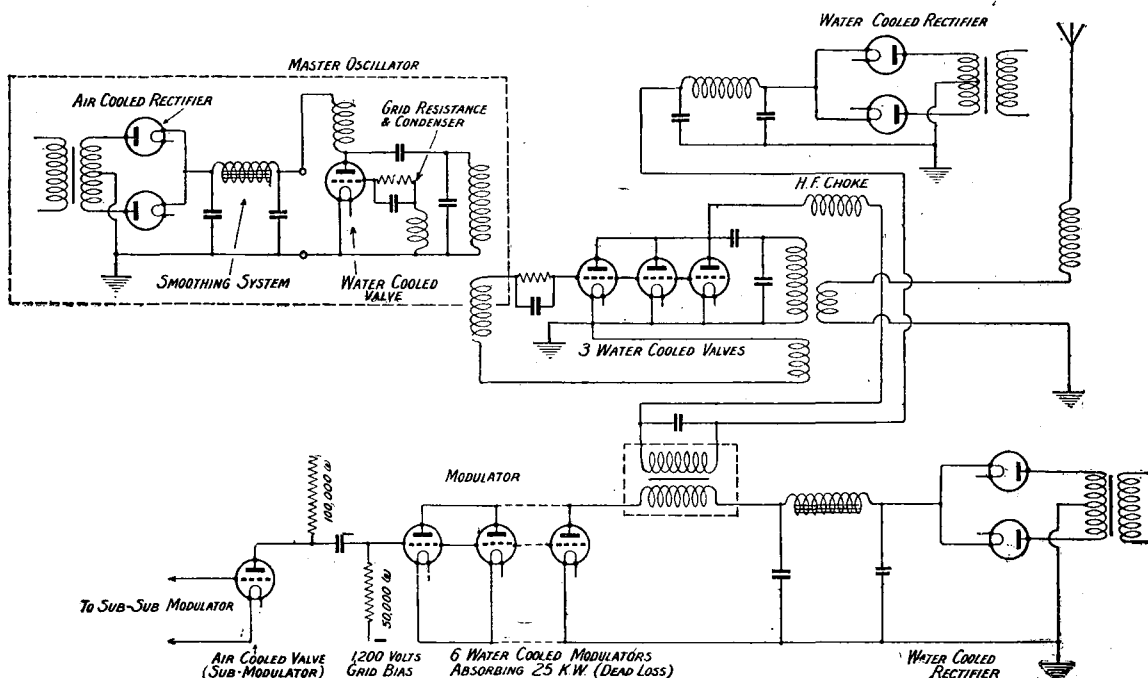 WATER COOLED RECTIFIER
MASTER OSCILLATOR
AIR COOLED RECTIFIER
GRID RESISTANCE
& CONDENSER
H.F. CHOKE
SMOOTHING SYSTEM
WATER COOLED
VALVE
3 WATER COOLED VALVES
MODULATOR
100,000 ω
50,000 ω
TO SUB-SUB MODULATOR
AIR COOLED VALVE
(SUB-MODULATOR)
1,200 VOLTS
GRID BIAS
6 WATER COOLED MODULATORS
ABSORBING 25 K.W. (DEAD LOSS)
WATER COOLED
RECTIFIER